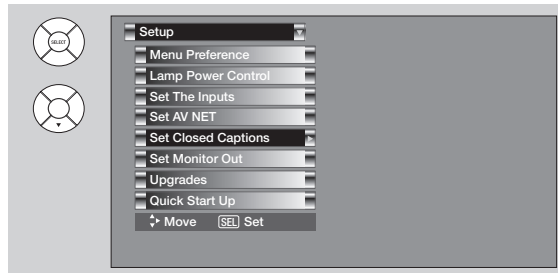 SELECT
Setup
Menu Preference
Lamp Power Control
Set The Inputs
Set AV NET
Set Closed Captions
Set Monitor Out
Upgrades
Quick Start Up
Move SEL Set